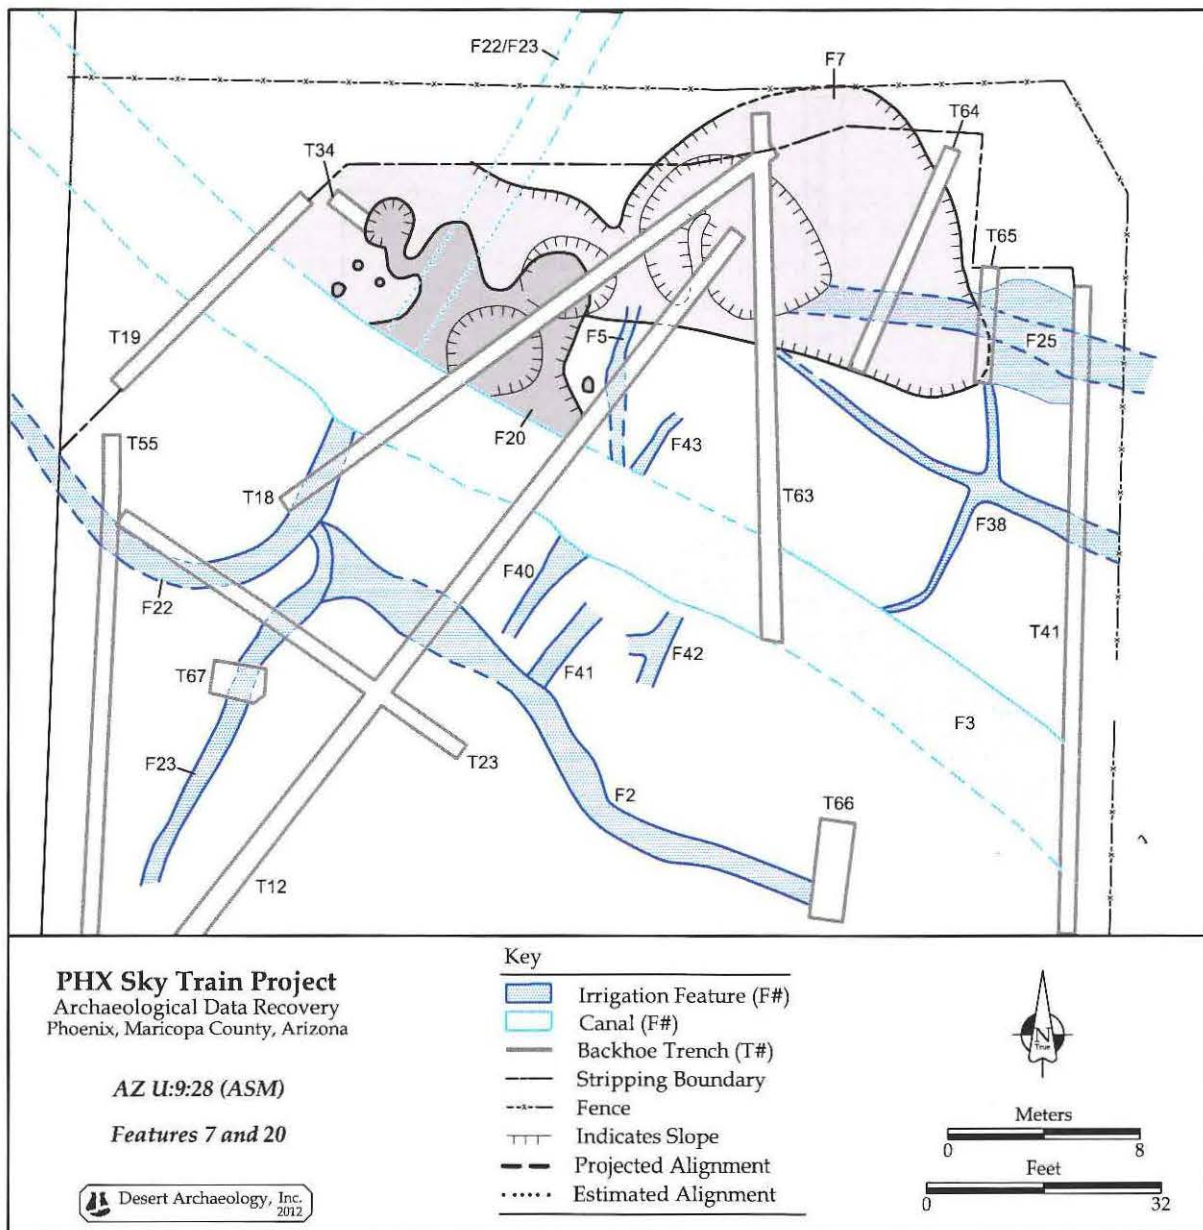 F22/F23
F7
T64
T34
T65
T19
F5
F25
F20
F43
T55
T18
T63
F38
F40
F22
T41
F42
T67
F41
F3
F23
T23
F2
T66
T12
PHX Sky Train Project
Archaeological Data Recovery
Phoenix, Maricopa County, Arizona
AZ U:9:28 (ASM)
Features 7 and 20
Desert Archaeology, Inc.
2012
Key
Irrigation Feature (F#)
Canal (F#)
Backhoe Trench (T#)
Stripping Boundary
Fence
Indicates Slope
Projected Alignment
Estimated Alignment
N
True
Meters
0 8
Feet
0 32